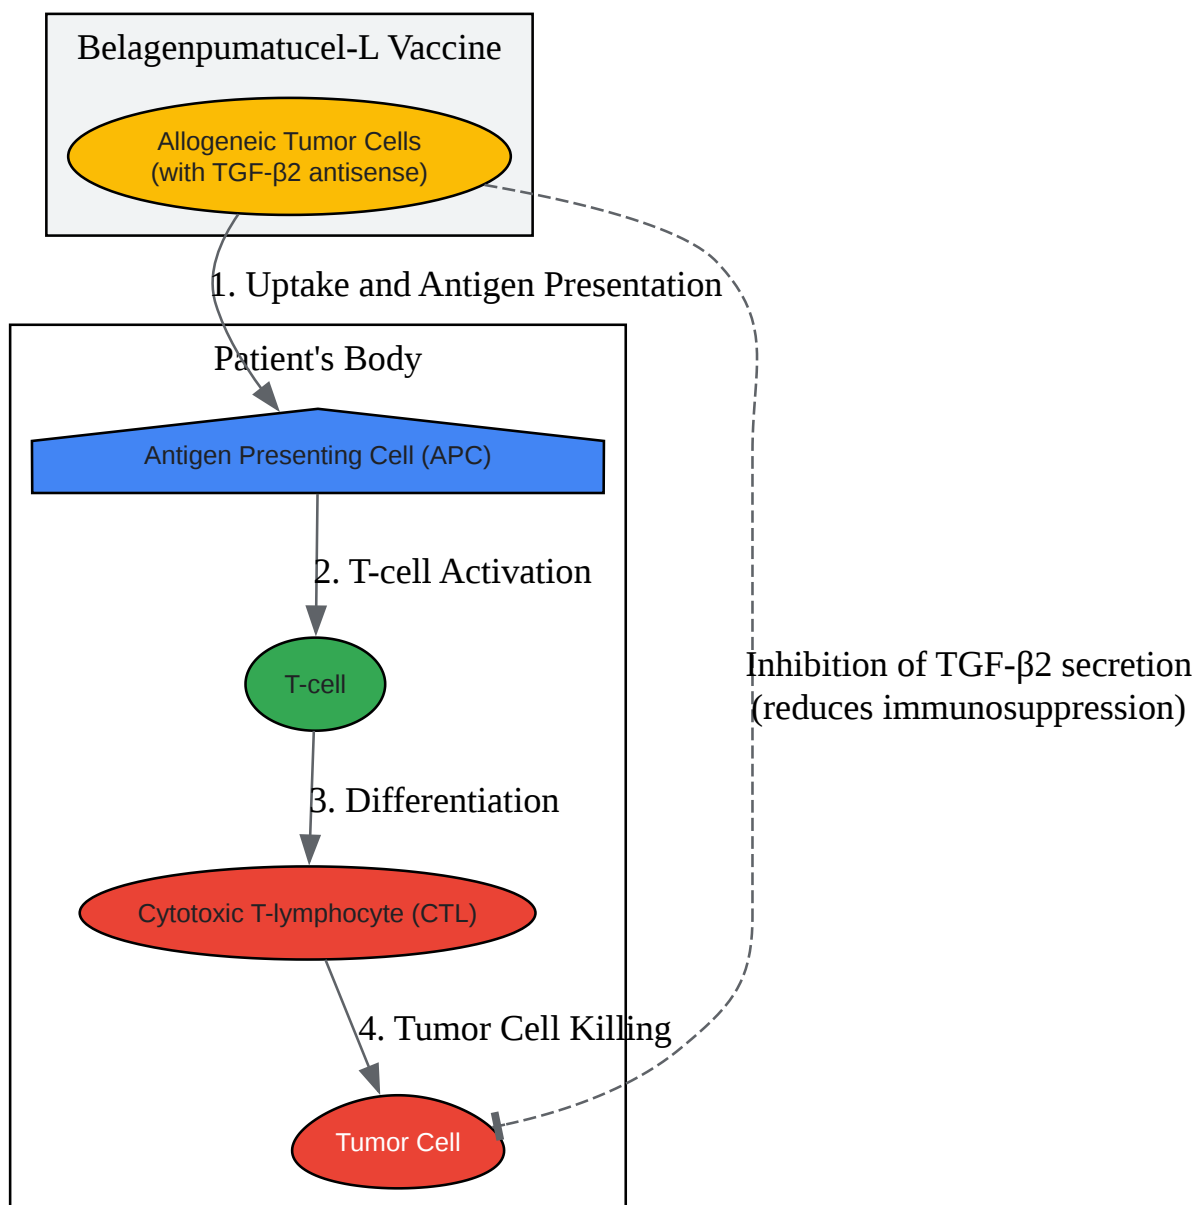 Belagenpumatucel-L Vaccine
Allogeneic Tumor Cells
(with TGF-β2 antisense)
1. Uptake and Antigen Presentation
Patient's Body
Antigen Presenting Cell (APC)
2. T-cell Activation
Inhibition of TGF-β2 secretion
(reduces immunosuppression)
T-cell
3. Differentiation
Cytotoxic T-lymphocyte (CTL)
4. Tumor Cell Killing
Tumor Cell